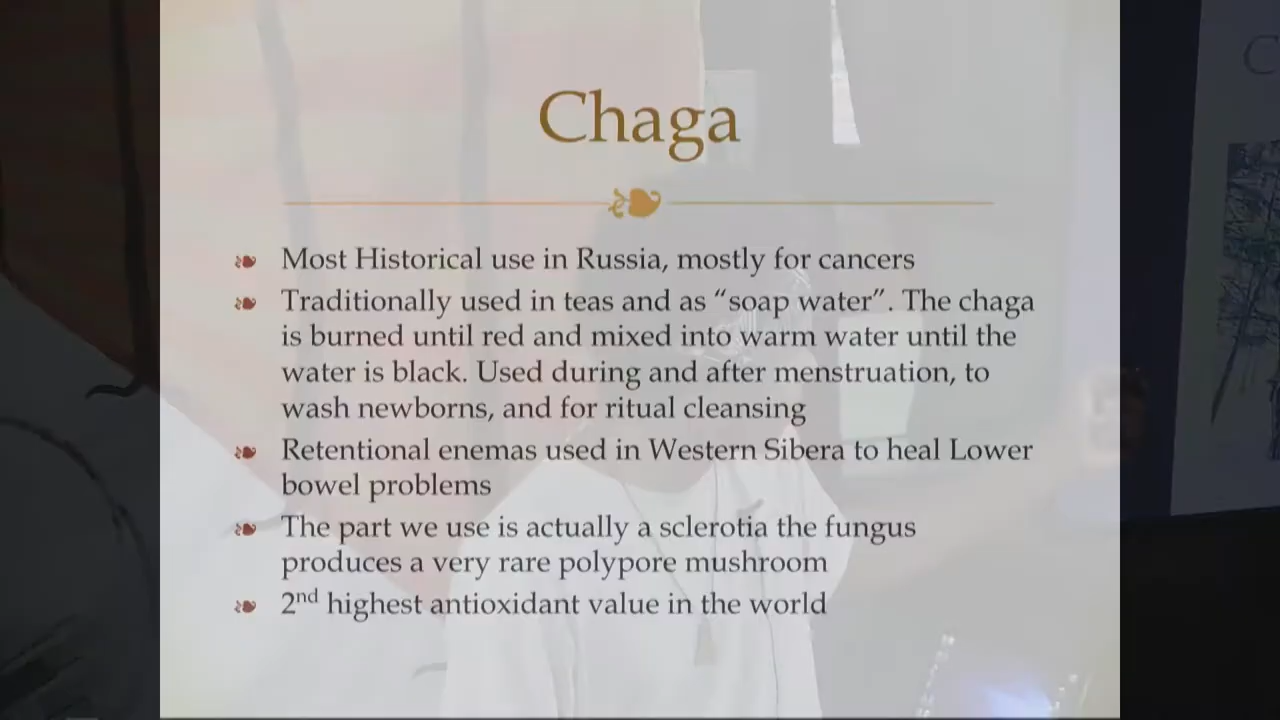 Chaga
Most Historical use in Russia, mostly for cancers
Traditionally used in teas and as “soap water”. The chaga
is burned until red and mixed into warm water until the
water is black. Used during and after menstruation, to
wash newborns, and for ritual cleansing
Retentional enemas used in Western Sibera to heal Lower
bowel problems
The part we use is actually a sclerotia the fungus
produces a very rare polypore mushroom
2nd highest antioxidant value in the world
C